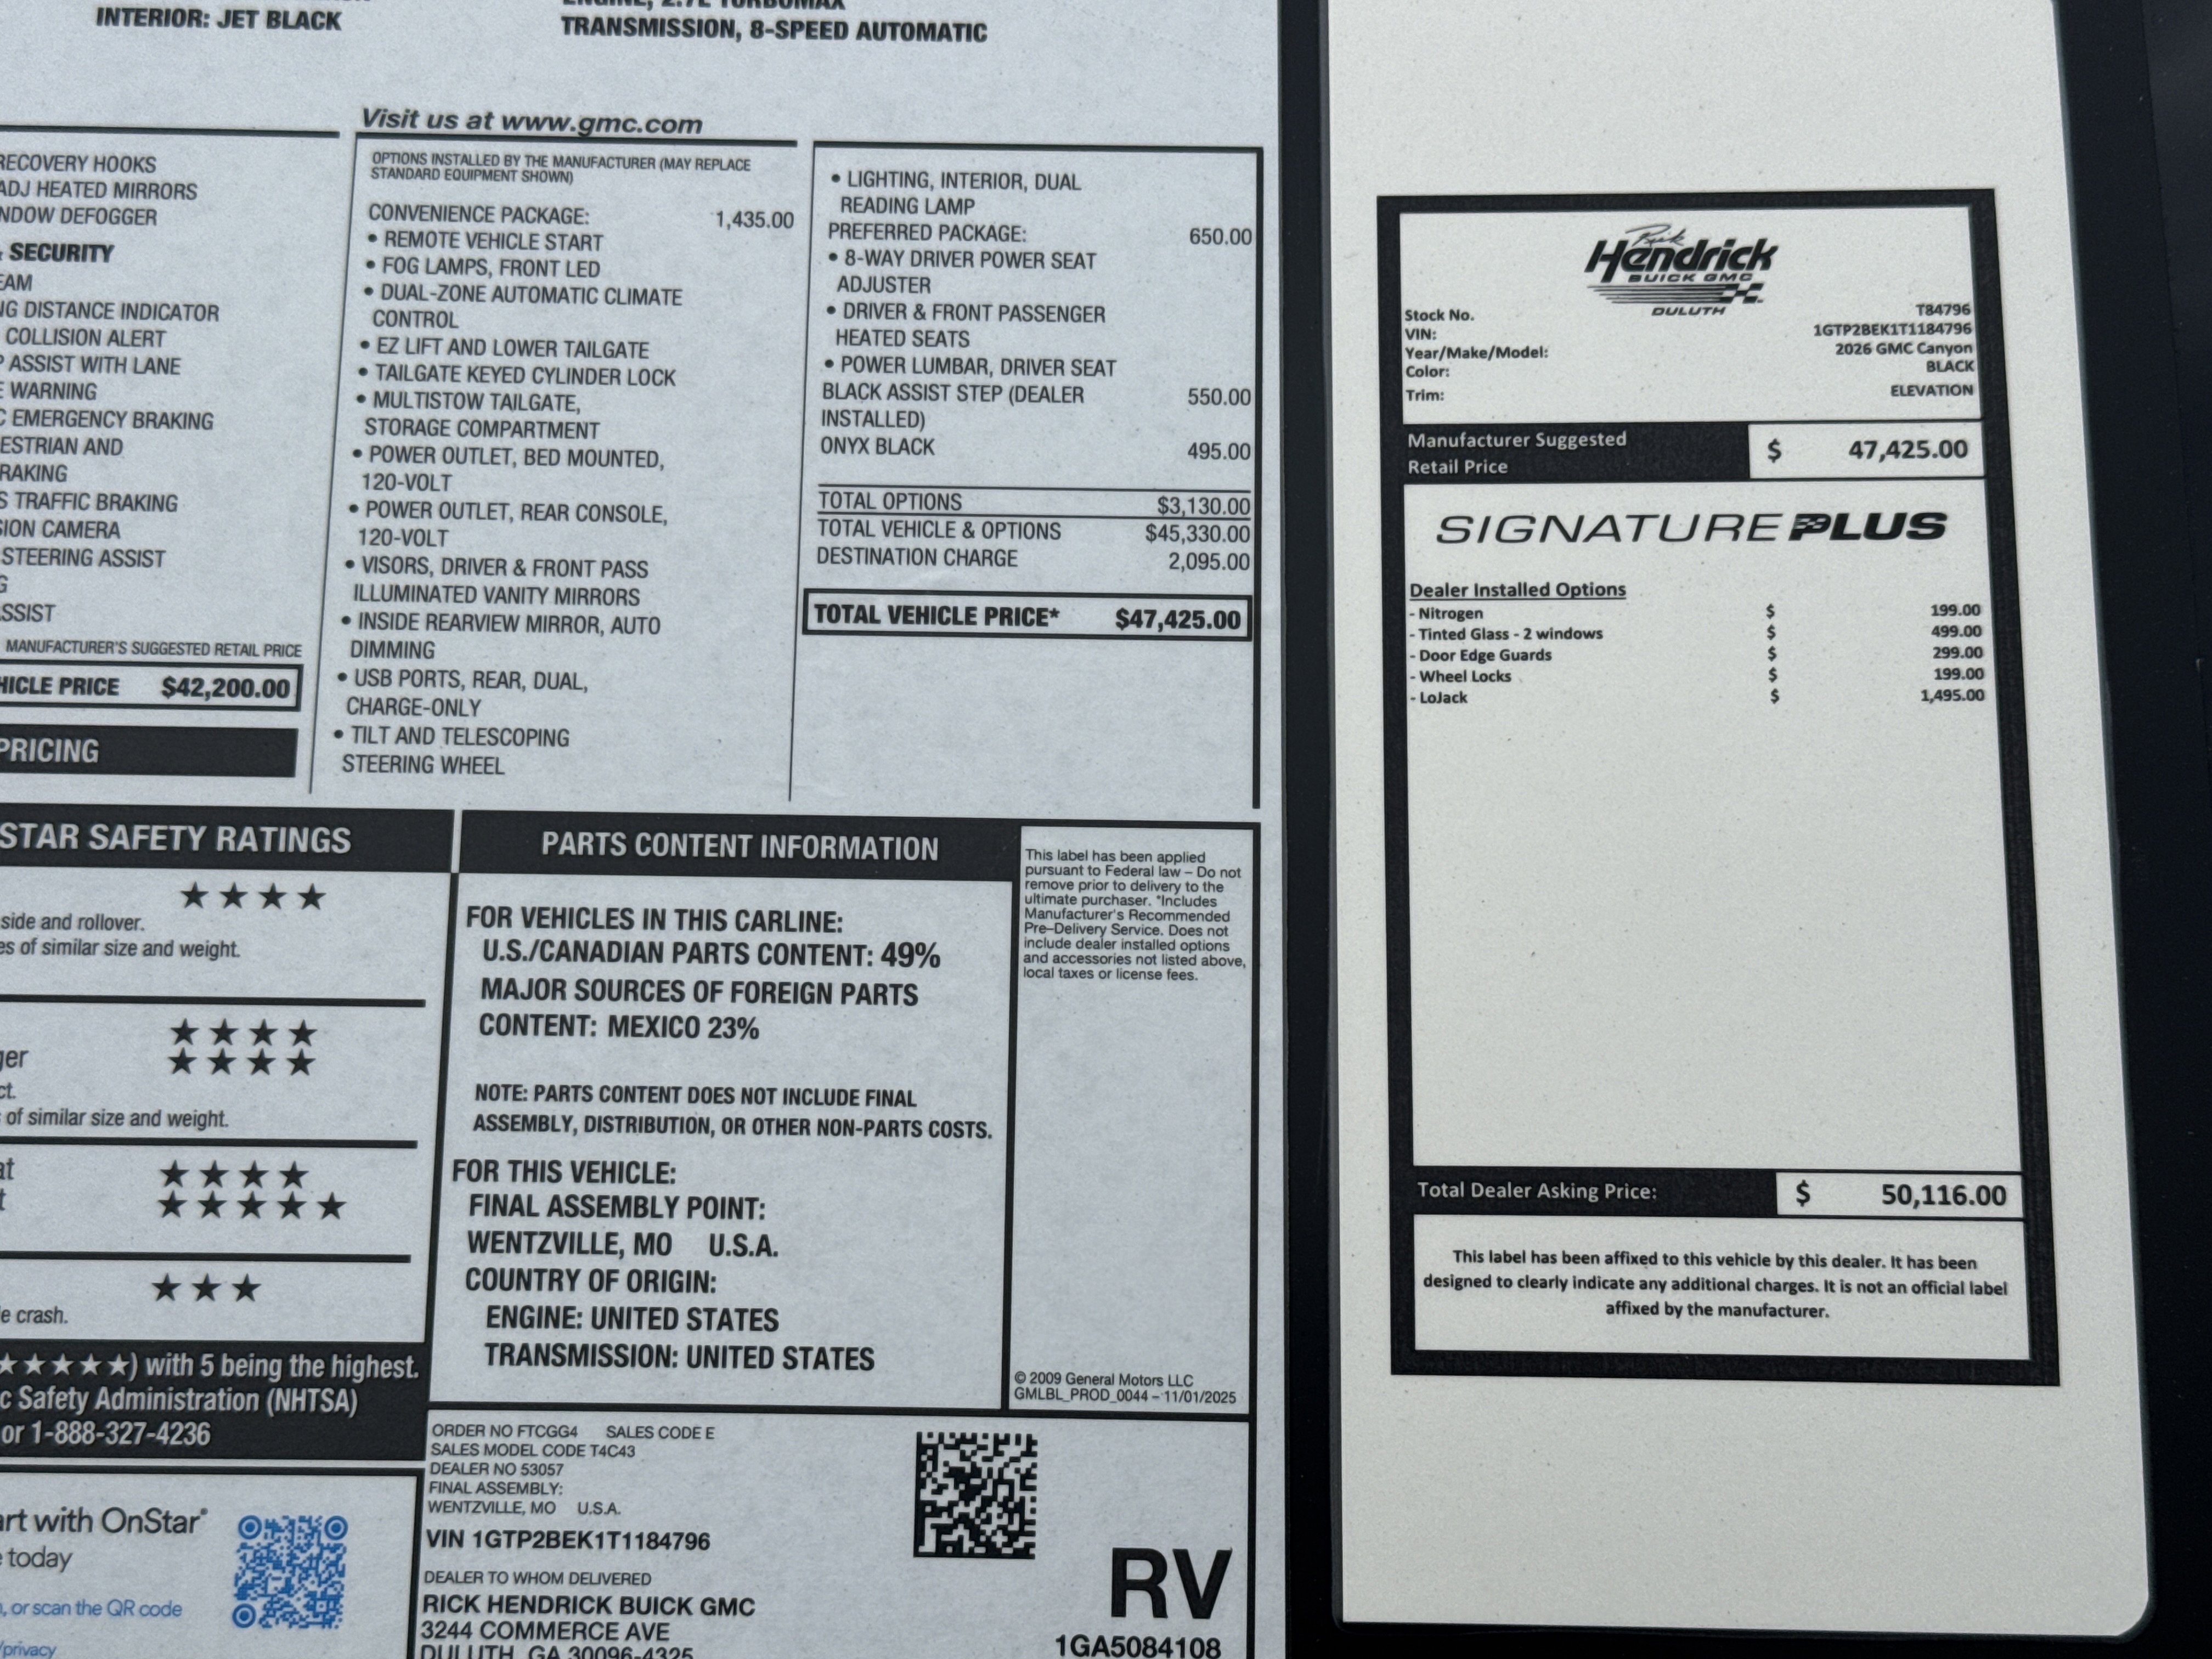 INTERIOR: JET BLACK
ENGINE, 2.7L TURBOMAX
TRANSMISSION, 8-SPEED AUTOMATIC
Visit us at www.gmc.com
RECOVERY HOOKS
ADJ HEATED MIRRORS
NDOW DEFOGGER
& SECURITY
EAM
NG DISTANCE INDICATOR
COLLISION ALERT
P ASSIST WITH LANE
E WARNING
C EMERGENCY BRAKING
ESTRIAN AND
RAKING
S TRAFFIC BRAKING
SION CAMERA
STEERING ASSIST
G
ASSIST
MANUFACTURER'S SUGGESTED RETAIL PRICE
HICLE PRICE $42,200.00
PRICING
OPTIONS INSTALLED BY THE MANUFACTURER (MAY REPLACE
STANDARD EQUIPMENT SHOWN)
CONVENIENCE PACKAGE: 1,435.00
• REMOTE VEHICLE START
• FOG LAMPS, FRONT LED
• DUAL-ZONE AUTOMATIC CLIMATE
CONTROL
• EZ LIFT AND LOWER TAILGATE
• TAILGATE KEYED CYLINDER LOCK
• MULTISTOW TAILGATE,
STORAGE COMPARTMENT
• POWER OUTLET, BED MOUNTED,
120-VOLT
• POWER OUTLET, REAR CONSOLE,
120-VOLT
• VISORS, DRIVER & FRONT PASS
ILLUMINATED VANITY MIRRORS
• INSIDE REARVIEW MIRROR, AUTO
DIMMING
• USB PORTS, REAR, DUAL,
CHARGE-ONLY
• TILT AND TELESCOPING
STEERING WHEEL
• LIGHTING, INTERIOR, DUAL
READING LAMP
PREFERRED PACKAGE: 650.00
• 8-WAY DRIVER POWER SEAT
ADJUSTER
• DRIVER & FRONT PASSENGER
HEATED SEATS
• POWER LUMBAR, DRIVER SEAT
BLACK ASSIST STEP (DEALER 550.00
INSTALLED)
ONYX BLACK 495.00
TOTAL OPTIONS $3,130.00
TOTAL VEHICLE & OPTIONS $45,330.00
DESTINATION CHARGE 2,095.00
TOTAL VEHICLE PRICE* $47,425.00
STAR SAFETY RATINGS
★★★★
side and rollover.
es of similar size and weight.
★★★★
ger ★★★★
ct.
of similar size and weight.
at ★★★★
t ★★★★★
★★★
e crash.
★★★★★) with 5 being the highest.
c Safety Administration (NHTSA)
or 1-888-327-4236
PARTS CONTENT INFORMATION
FOR VEHICLES IN THIS CARLINE:
U.S./CANADIAN PARTS CONTENT: 49%
MAJOR SOURCES OF FOREIGN PARTS
CONTENT: MEXICO 23%
NOTE: PARTS CONTENT DOES NOT INCLUDE FINAL
ASSEMBLY, DISTRIBUTION, OR OTHER NON-PARTS COSTS.
FOR THIS VEHICLE:
FINAL ASSEMBLY POINT:
WENTZVILLE, MO U.S.A.
COUNTRY OF ORIGIN:
ENGINE: UNITED STATES
TRANSMISSION: UNITED STATES
This label has been applied
pursuant to Federal law – Do not
remove prior to delivery to the
ultimate purchaser. *Includes
Manufacturer's Recommended
Pre–Delivery Service. Does not
include dealer installed options
and accessories not listed above,
local taxes or license fees.
© 2009 General Motors LLC
GMLBL_PROD_0044 – 11/01/2025
art with OnStar®
e today
, or scan the QR code
/privacy
ORDER NO FTCGG4 SALES CODE E
SALES MODEL CODE T4C43
DEALER NO 53057
FINAL ASSEMBLY:
WENTZVILLE, MO U.S.A.
VIN 1GTP2BEK1T1184796
DEALER TO WHOM DELIVERED
RICK HENDRICK BUICK GMC
3244 COMMERCE AVE
DULUTH, GA 30096-4325
RV
1GA5084108
Rick
Hendrick
BUICK GMC
DULUTH
Stock No. T84796
VIN: 1GTP2BEK1T1184796
Year/Make/Model: 2026 GMC Canyon
Color: BLACK
Trim: ELEVATION
Manufacturer Suggested
Retail Price $ 47,425.00
SIGNATURE PLUS
Dealer Installed Options
- Nitrogen $ 199.00
- Tinted Glass - 2 windows $ 499.00
- Door Edge Guards $ 299.00
- Wheel Locks $ 199.00
- LoJack $ 1,495.00
Total Dealer Asking Price: $ 50,116.00
This label has been affixed to this vehicle by this dealer. It has been
designed to clearly indicate any additional charges. It is not an official label
affixed by the manufacturer.